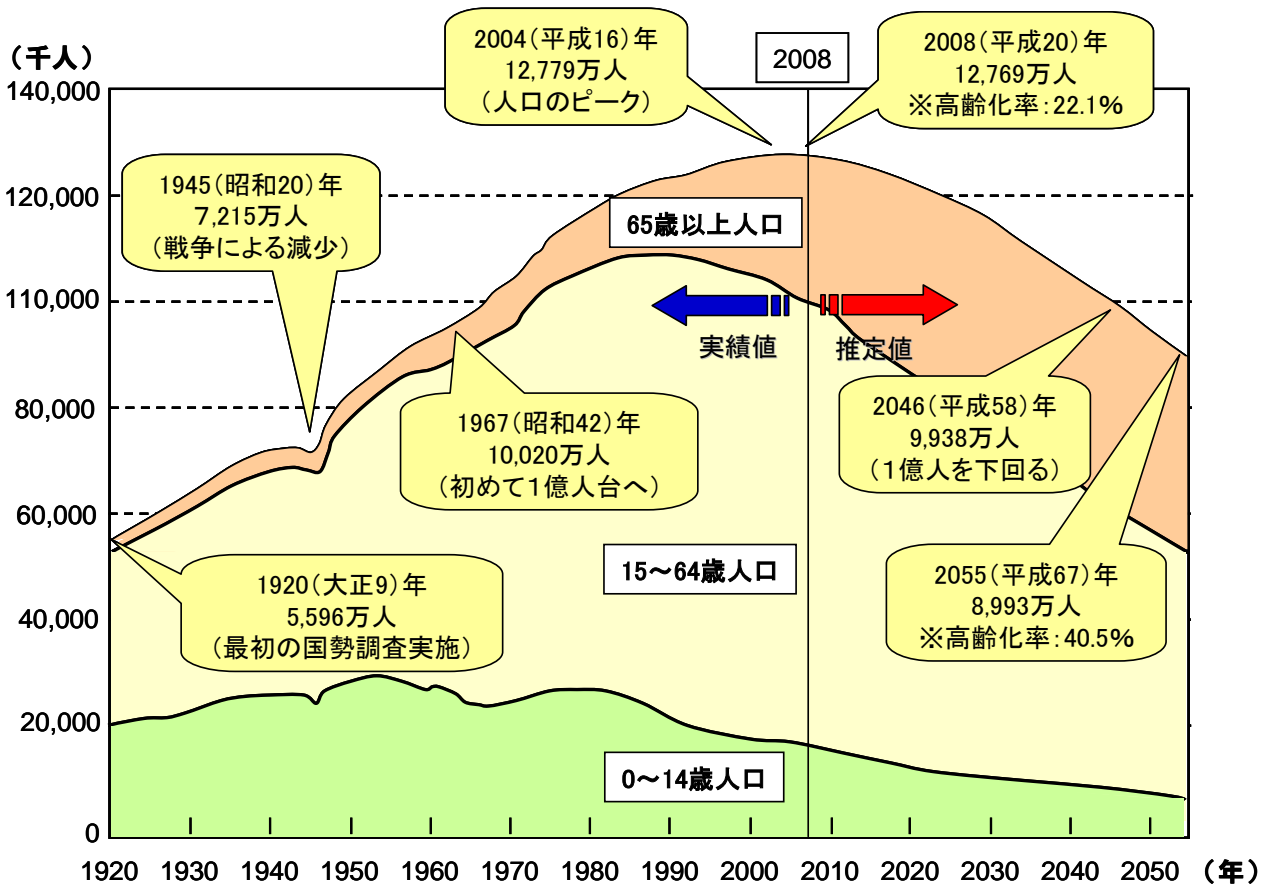 （千人）
140,000
120,000
110,000
80,000
60,000
40,000
20,000
0
2004（平成16）年
12,779万人
（人口のピーク）
2008
2008（平成20）年
12,769万人
※高齢化率：22.1%
1945（昭和20）年
7,215万人
（戦争による減少）
65歳以上人口
実績値
推定値
1967（昭和42）年
10,020万人
（初めて１億人台へ）
2046（平成58）年
9,938万人
（１億人を下回る）
15～64歳人口
1920（大正9）年
5,596万人
（最初の国勢調査実施）
2055（平成67）年
8,993万人
※高齢化率：40.5%
0～14歳人口
1920 1930 1940 1950 1960 1970 1980 1990 2000 2010 2020 2030 2040 2050 （年）